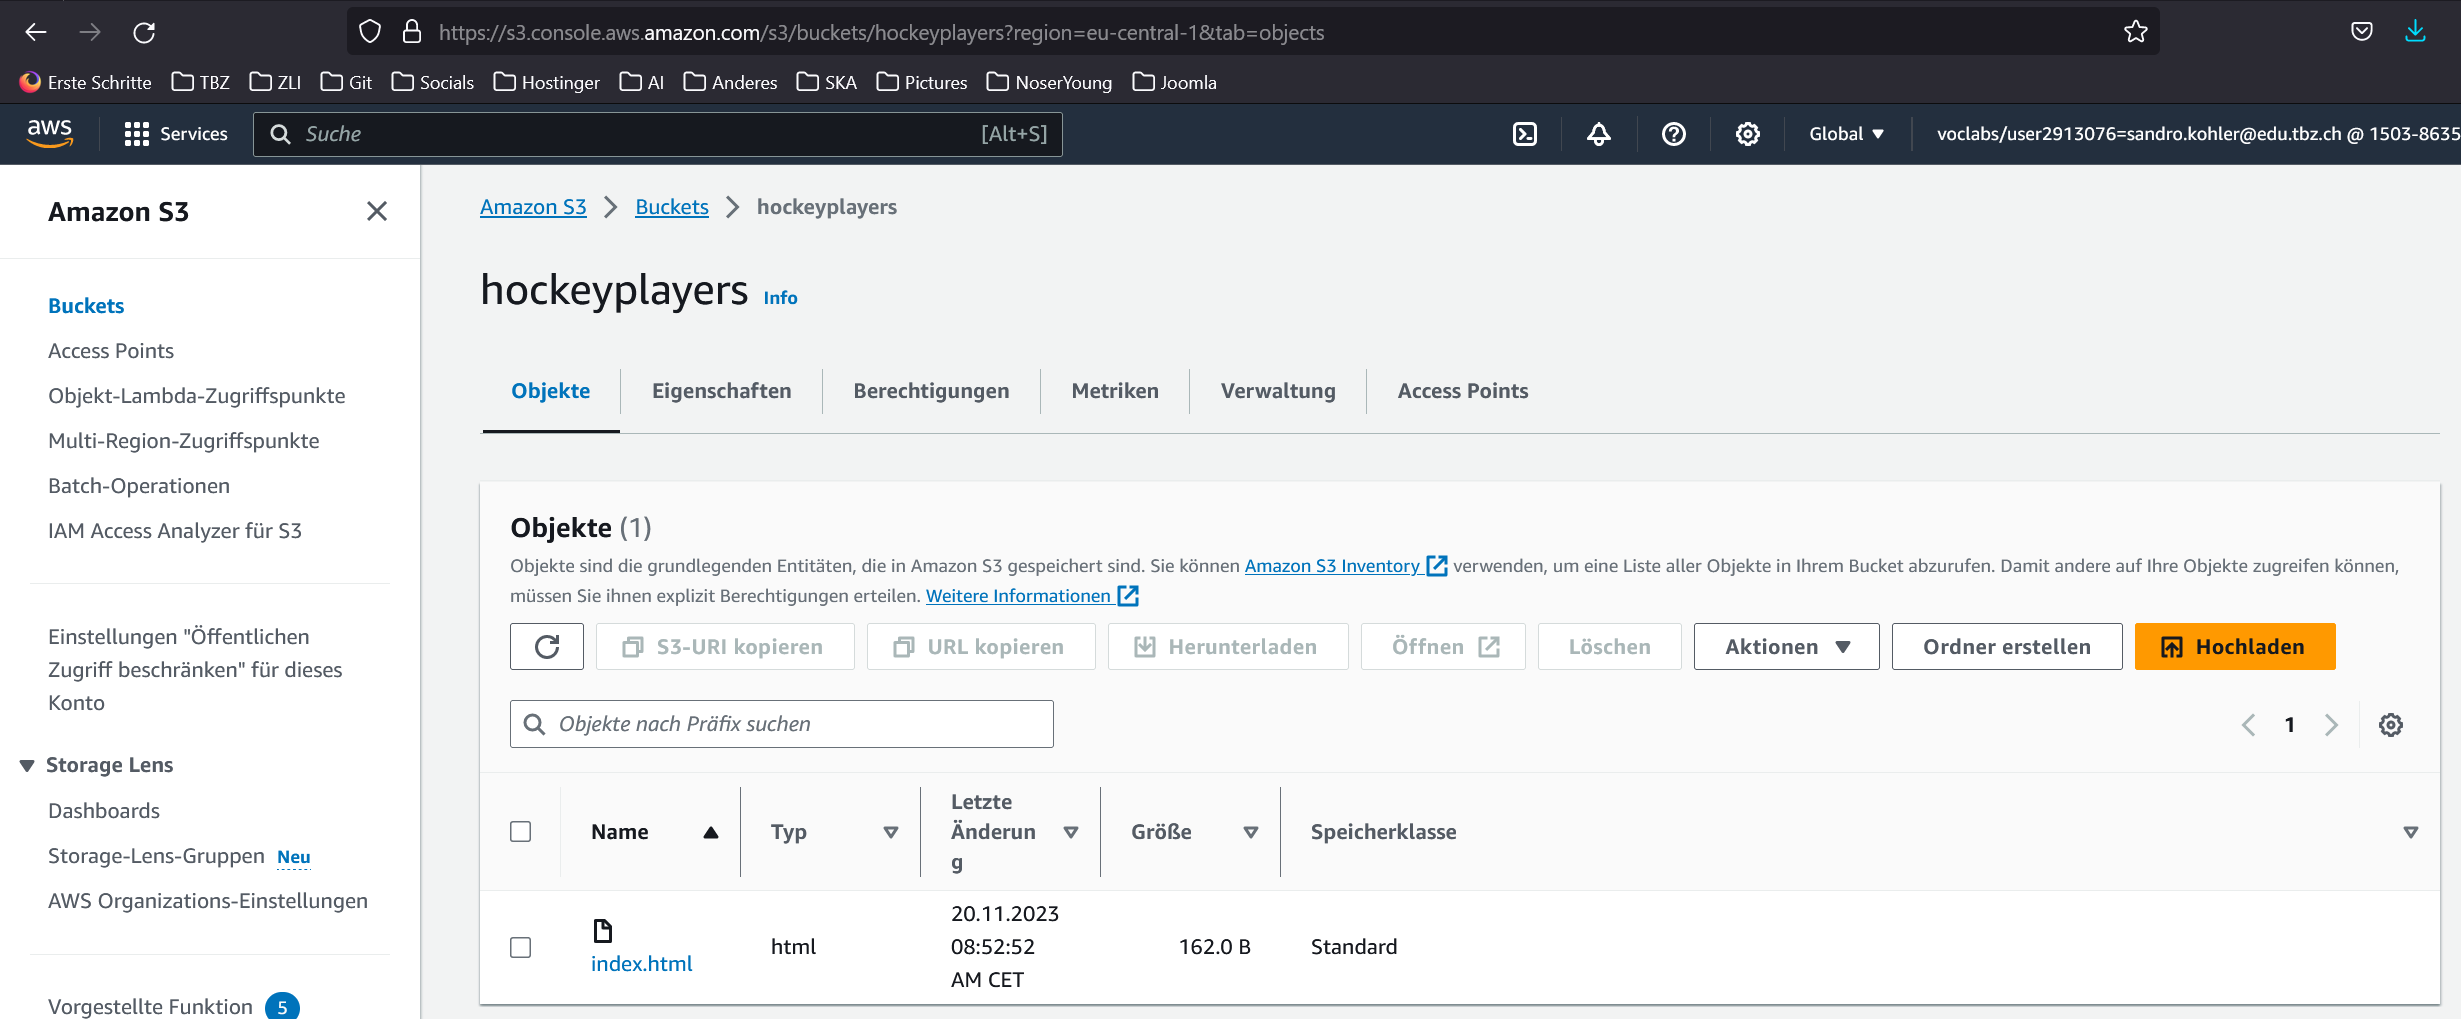 https://s3.console.aws.amazon.com/s3/buckets/hockeyplayers?region=eu-central-1&tab=objects
Erste Schritte TBZ ZLI Git Socials Hostinger AI Anderes SKA Pictures NoserYoung Joomla
aws Services Suche [Alt+S] Global voclabs/user2913076=sandro.kohler@edu.tbz.ch @ 1503-8635
Amazon S3
Buckets
Access Points
Objekt-Lambda-Zugriffspunkte
Multi-Region-Zugriffspunkte
Batch-Operationen
IAM Access Analyzer für S3
Einstellungen "Öffentlichen
Zugriff beschränken" für dieses
Konto
Storage Lens
Dashboards
Storage-Lens-Gruppen Neu
AWS Organizations-Einstellungen
Vorgestellte Funktion 5
Amazon S3 Buckets hockeyplayers
hockeyplayers Info
Objekte Eigenschaften Berechtigungen Metriken Verwaltung Access Points
Objekte (1)
Objekte sind die grundlegenden Entitäten, die in Amazon S3 gespeichert sind. Sie können Amazon S3 Inventory verwenden, um eine Liste aller Objekte in Ihrem Bucket abzurufen. Damit andere auf Ihre Objekte zugreifen können,
müssen Sie ihnen explizit Berechtigungen erteilen. Weitere Informationen
S3-URI kopieren URL kopieren Herunterladen Öffnen Löschen Aktionen Ordner erstellen Hochladen
Objekte nach Präfix suchen 1
Name Typ Letzte
Änderun
g Größe Speicherklasse
index.html html 20.11.2023
08:52:52
AM CET 162.0 B Standard